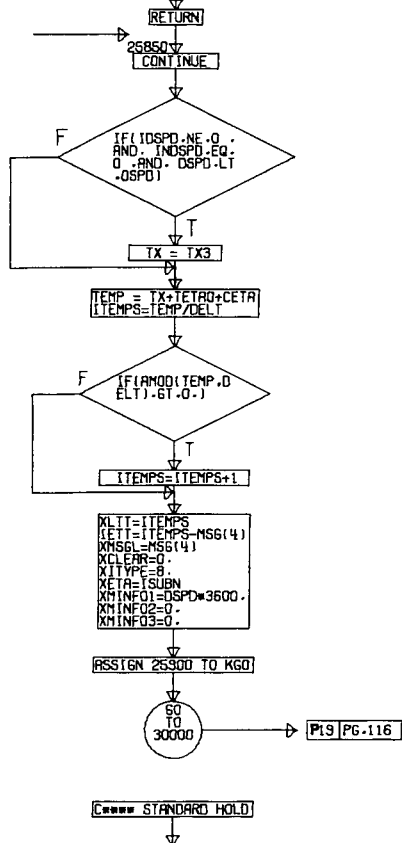 RETURN
25850
CONTINUE
F
IF(IDSPD.NE.0 .
AND. INDSPD.EQ.
0 .AND. DSPD.LT
.OSPD)
T
TX = TX3
TEMP = TX+TETRO+CETA
ITEMPS=TEMP/DELT
F
IF(AMOD(TEMP,D
ELT).GT.0.)
T
ITEMPS=ITEMPS+1
XLTT=ITEMPS
IETT=ITEMPS-MSG(4)
XMSGL=MSG(4)
XCLEAR=0.
XITYPE=8.
XETA=ISUBN
XMINFO1=DSPD*3600.
XMINFO2=0.
XMINFO3=0.
ASSIGN 25900 TO KGO
GO
TO
30000
P19 PG.116
C**** STANDARD HOLD